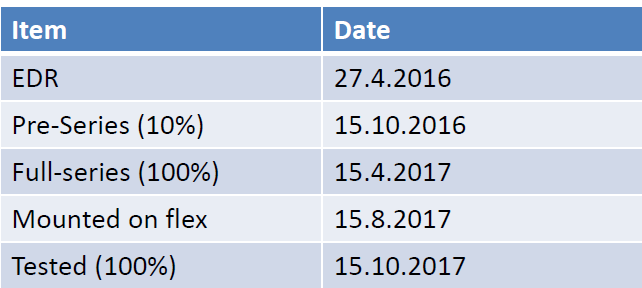 Item Date
EDR 27.4.2016
Pre-Series (10%) 15.10.2016
Full-series (100%) 15.4.2017
Mounted on flex 15.8.2017
Tested (100%) 15.10.2017